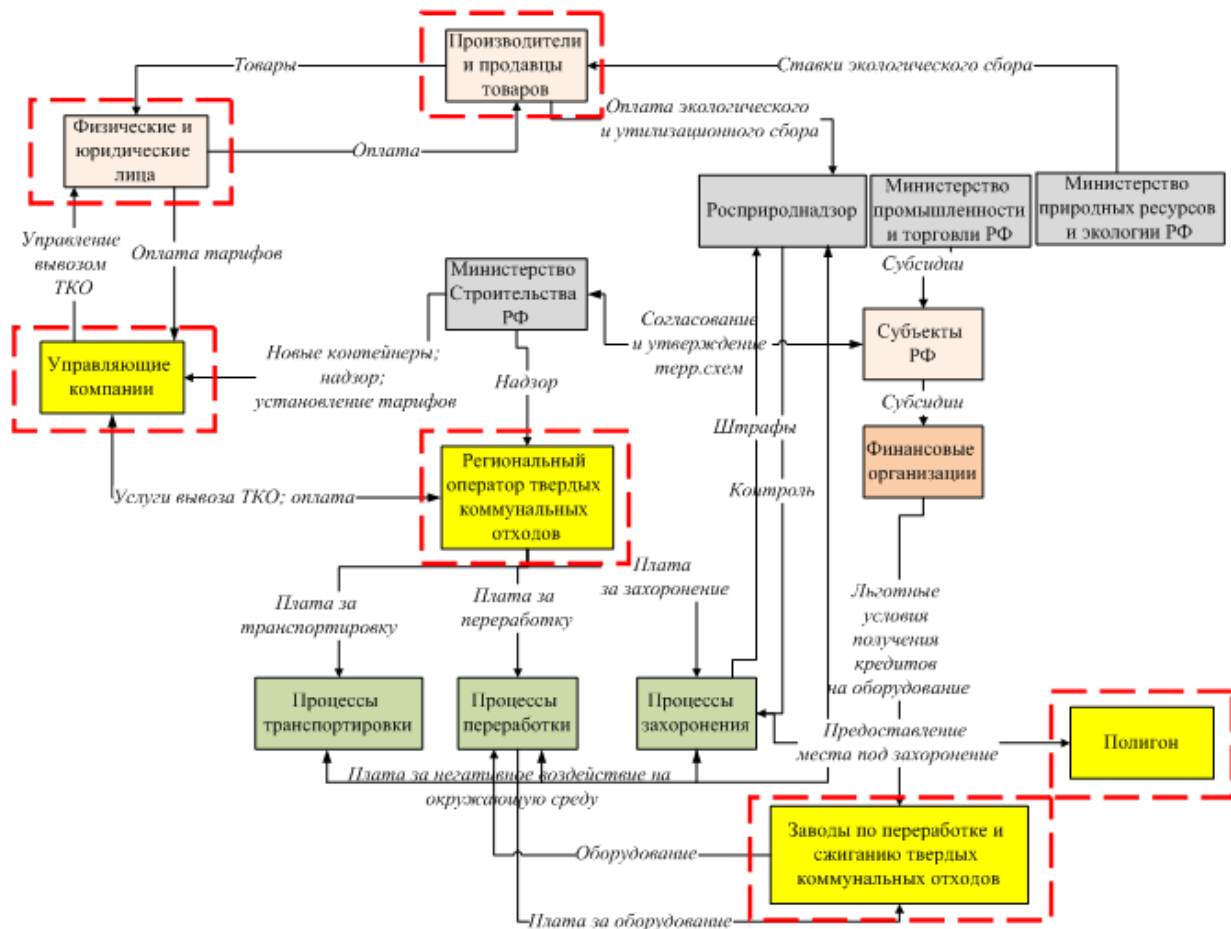 Производители
и продавцы
товаров
Товары
Ставки экологического сбора
Оплата экологического
и утилизационного сбора
Физические и
юридические
лица
Оплата
Росприроднадзор
Министерство
промышленности
и торговли РФ
Министерство
природных ресурсов
и экологии РФ
Управление
вывозом
ТКО
Оплата тарифов
Министерство
Строительства
РФ
Субсидии
Согласование
и утверждение
терр.схем
Субъекты
РФ
Управляющие
компании
Новые контейнеры;
надзор;
установление тарифов
Надзор
Субсидии
Штрафы
Финансовые
организации
Региональный
оператор твердых
коммунальных
отходов
Услуги вывоза ТКО; оплата
Контроль
Плата
за захоронение
Плата за
транспортировку
Плата за
переработку
Льготные
условия
получения
кредитов
на оборудование
Процессы
транспортировки
Процессы
переработки
Процессы
захоронения
Предоставление
места под захоронение
Полигон
Плата за негативное воздействие на
окружающую среду
Заводы по переработке и
сжиганию твердых
коммунальных отходов
Оборудование
Плата за оборудование